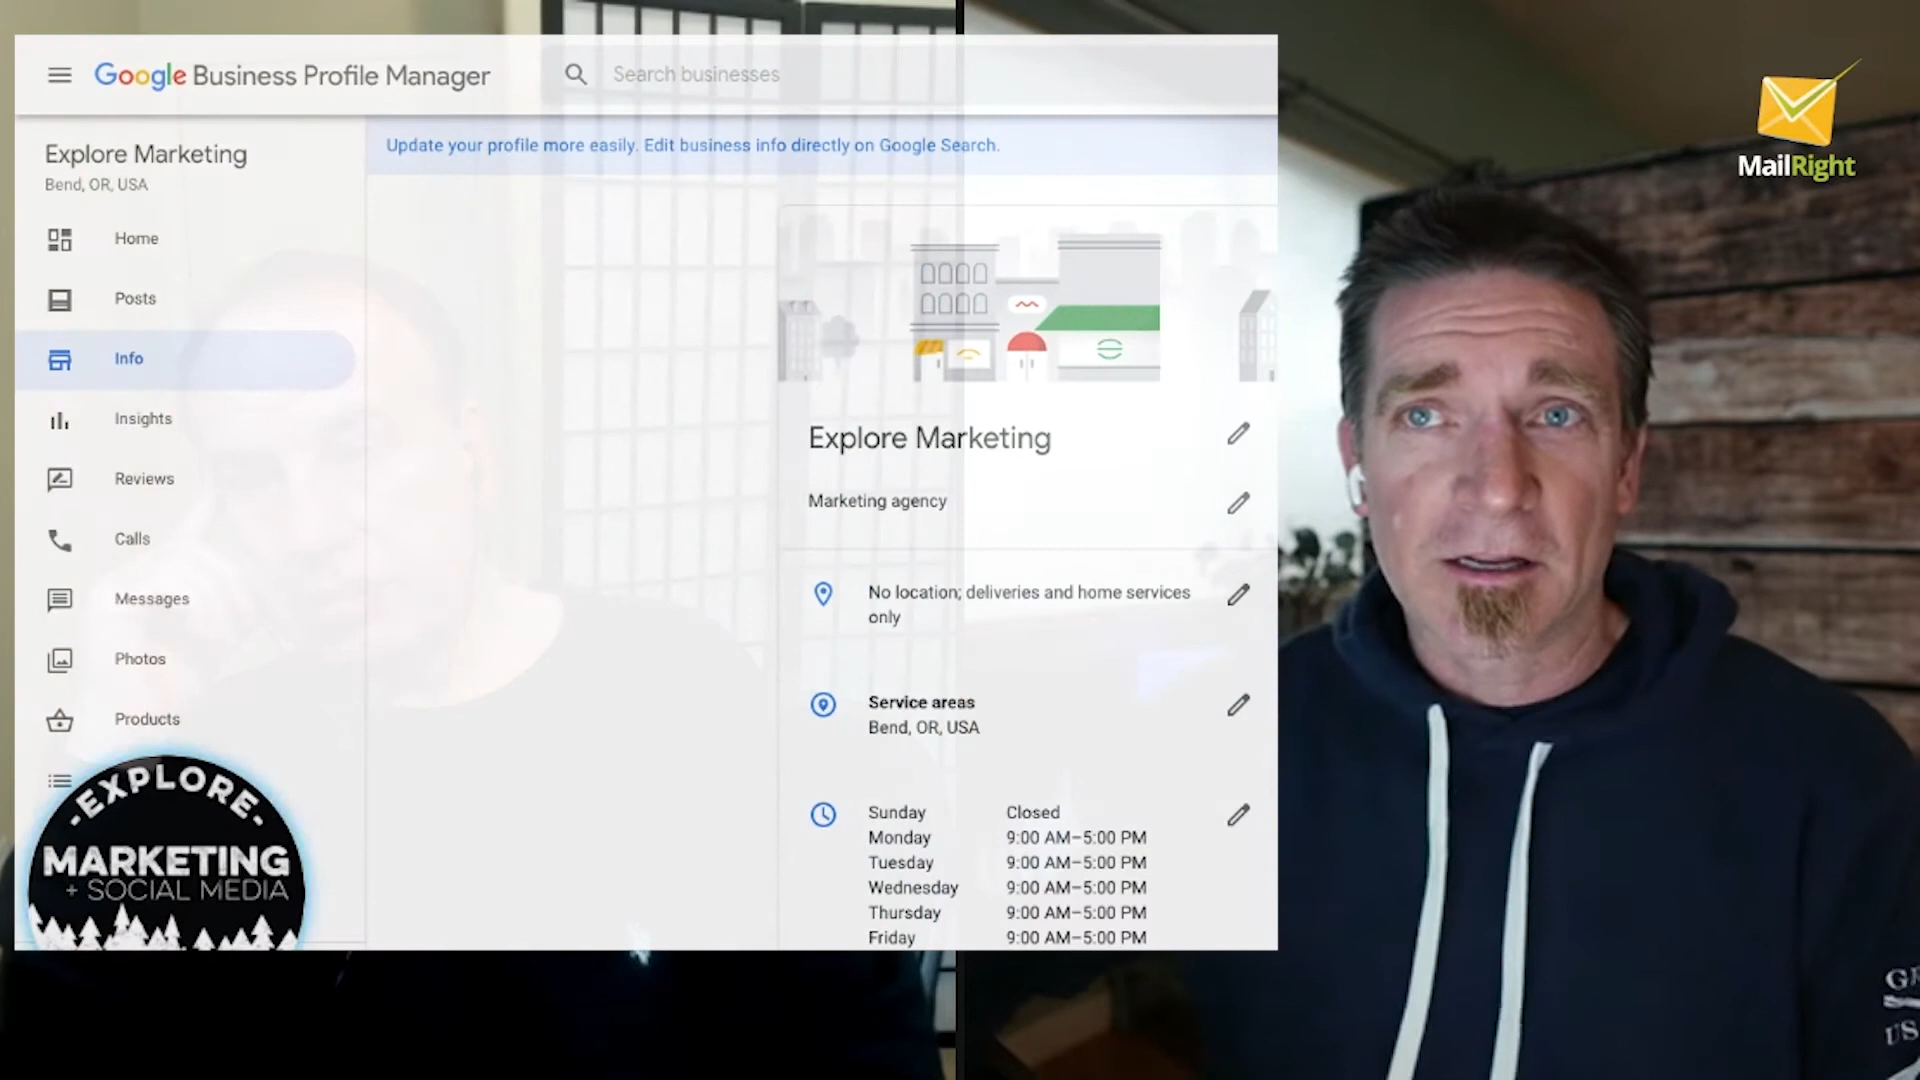 Google Business Profile Manager
Search businesses
MailRight
Explore Marketing
Bend, OR, USA
Home
Posts
Info
Insights
Reviews
Calls
Messages
Photos
Products
Update your profile more easily. Edit business info directly on Google Search.
Explore Marketing
Marketing agency
No location; deliveries and home services
only
Service areas
Bend, OR, USA
Sunday Closed
Monday 9:00 AM–5:00 PM
Tuesday 9:00 AM–5:00 PM
Wednesday 9:00 AM–5:00 PM
Thursday 9:00 AM–5:00 PM
Friday 9:00 AM–5:00 PM
-EXPLORE-
MARKETING
+ SOCIAL MEDIA
US